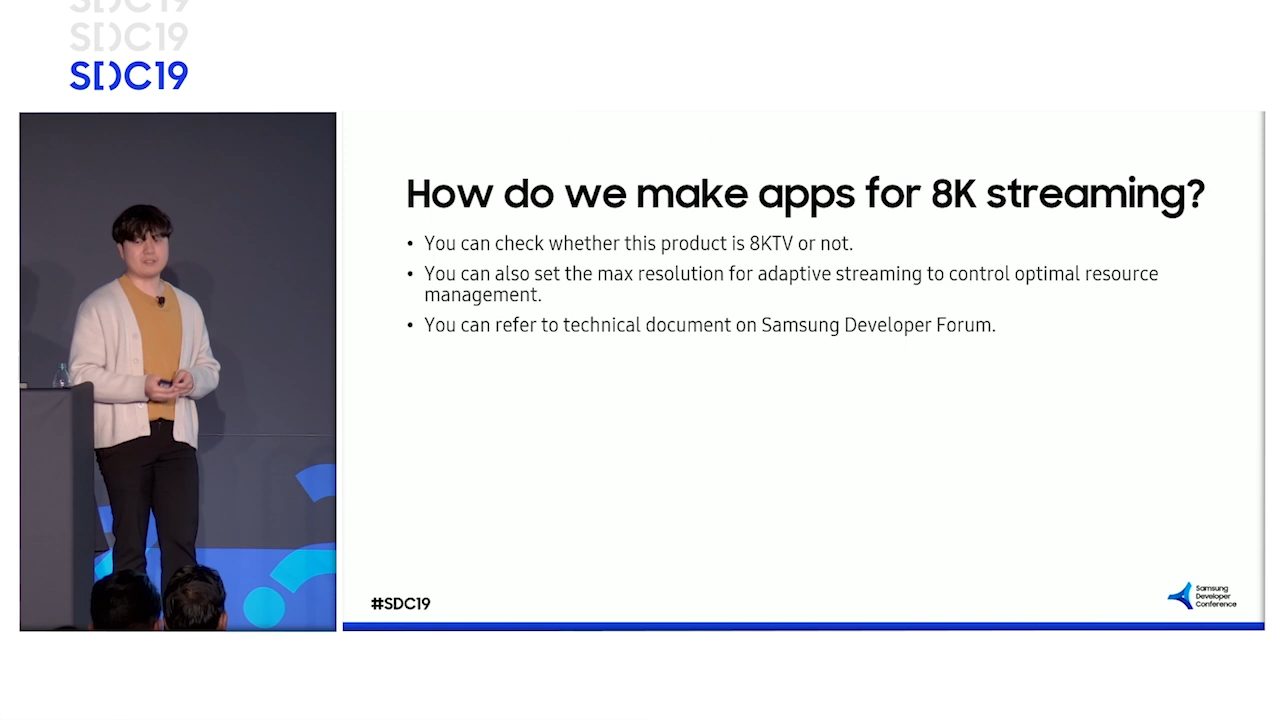 SDC19
SDC19
SDC19
How do we make apps for 8K streaming?
• You can check whether this product is 8KTV or not.
• You can also set the max resolution for adaptive streaming to control optimal resource
management.
• You can refer to technical document on Samsung Developer Forum.
#SDC19
Samsung
Developer
Conference